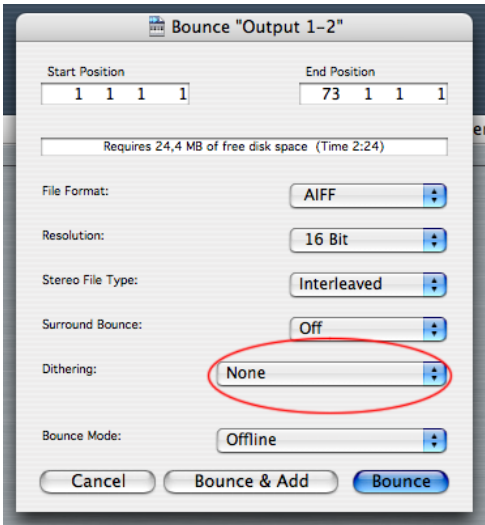 Bounce "Output 1-2"
Start Position End Position
1 1 1 1 73 1 1 1
Requires 24,4 MB of free disk space (Time 2:24)
File Format: AIFF
Resolution: 16 Bit
Stereo File Type: Interleaved
Surround Bounce: Off
Dithering: None
Bounce Mode: Offline
Cancel Bounce & Add Bounce